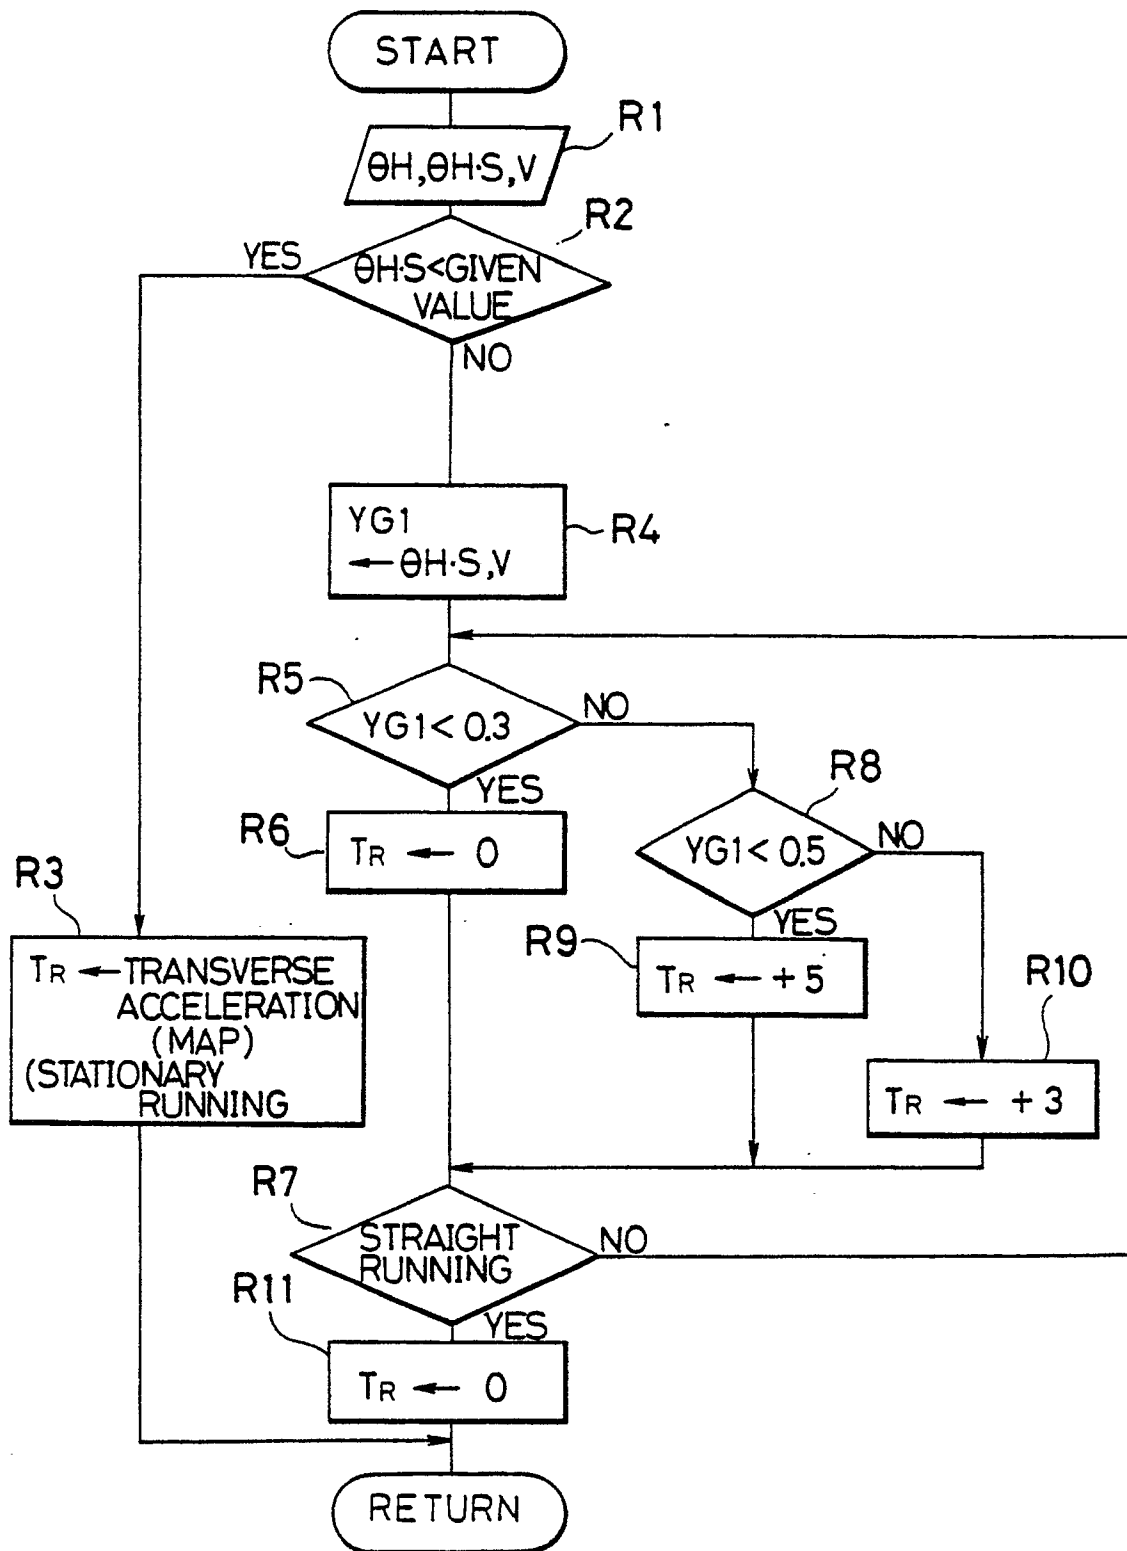 START
R1
ΘH,ΘH·S,V
R2
YES
ΘH·S<GIVEN
VALUE
NO
YG1
←ΘH·S,V
R4
R5
YG1<0.3
NO
YES
R8
R6
TR ← 0
YG1<0.5
NO
R3
YES
R9
TR ← +5
R10
TR ←TRANSVERSE
ACCELERATION
(MAP)
(STATIONARY
RUNNING
TR ← +3
R7
STRAIGHT
RUNNING
NO
R11
YES
TR ← 0
RETURN